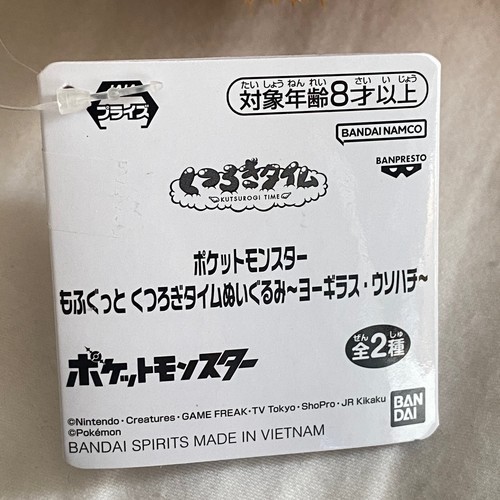 プライズ
たいしょうねんれい さいいじょう
対象年齢8才以上
BANDAI NAMCO
BANPRESTO
くつろぎタイム
KUTSUROGI TIME
ポケットモンスター
もふぐっと くつろぎタイムぬいぐるみ～ヨーギラス・ウソハチ～
ぜん しゅ
全2種
ポケットモンスター
BAN
DAI
©Nintendo・Creatures・GAME FREAK・TV Tokyo・ShoPro・JR Kikaku
©Pokémon
BANDAI SPIRITS MADE IN VIETNAM